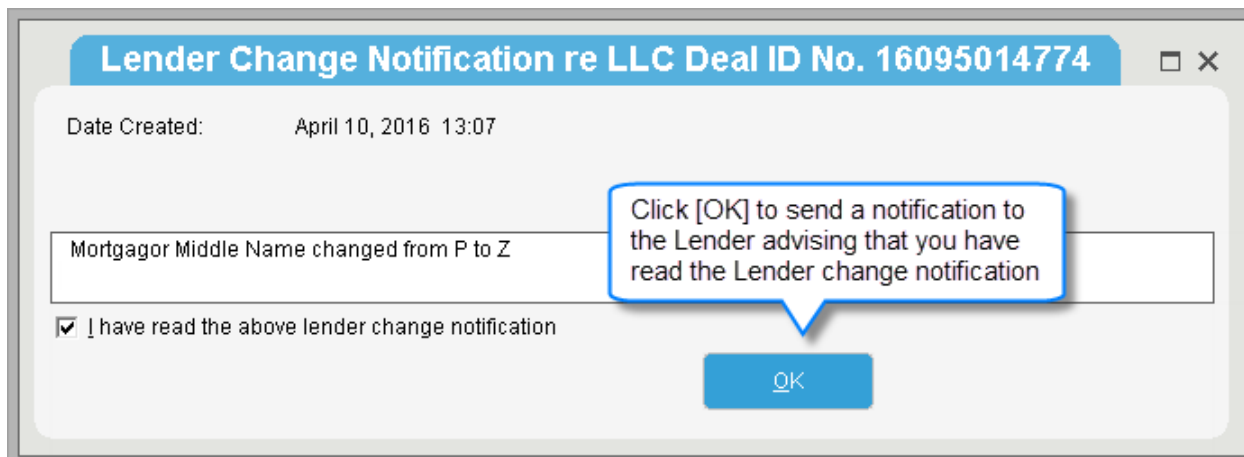 Lender Change Notification re LLC Deal ID No. 16095014774
Date Created: April 10, 2016 13:07
Click [OK] to send a notification to
the Lender advising that you have
read the Lender change notification
Mortgagor Middle Name changed from P to Z
I have read the above lender change notification
OK